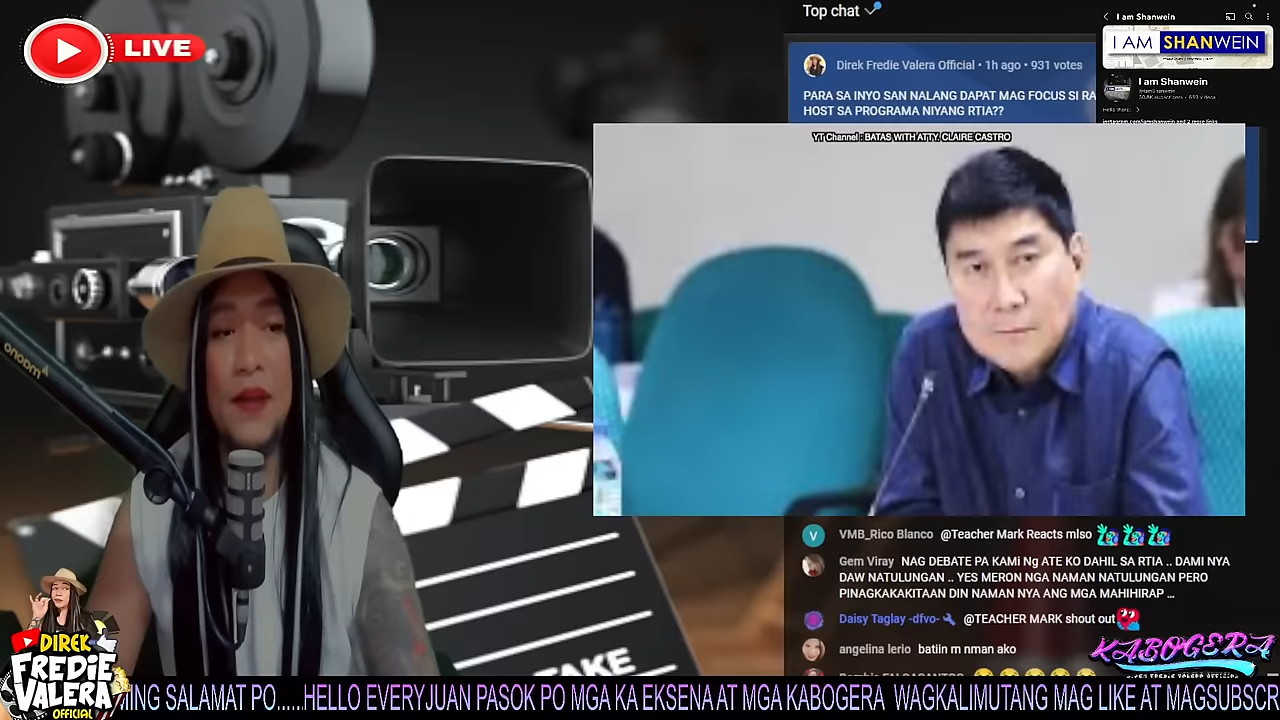 LIVE
Top chat
Direk Fredie Valera Official • 1h ago • 931 votes
PARA SA INYO SAN NALANG DAPAT MAG FOCUS SI RA
HOST SA PROGRAMA NIYANG RTIA??
I am Shanwein
I AM SHANWEIN
I am Shanwein
YT Channel : BATAS WITH ATTY. CLAIRE CASTRO
maono
VMB_Rico Blanco @Teacher Mark Reacts mlso
Gem Viray NAG DEBATE PA KAMi Ng ATE KO DAHIL SA RTIA .. DAMI NYA
DAW NATULUNGAN .. YES MERON NGA NAMAN NATULUNGAN PERO
PINAGKAKAKITAAN DIN NAMAN NYA ANG MGA MAHIHIRAP ...
Daisy Taglay -dfvo- @TEACHER MARK shout out
angelina lerio batiin m nman ako
KABOGERA
TAKE
DIREK
FREDIE
VALERA
OFFICIAL
MING SALAMAT PO.....HELLO EVERYJUAN PASOK PO MGA KA EKSENA AT MGA KABOGERA WAGKALIMUTANG MAG LIKE AT MAGSUBSCR